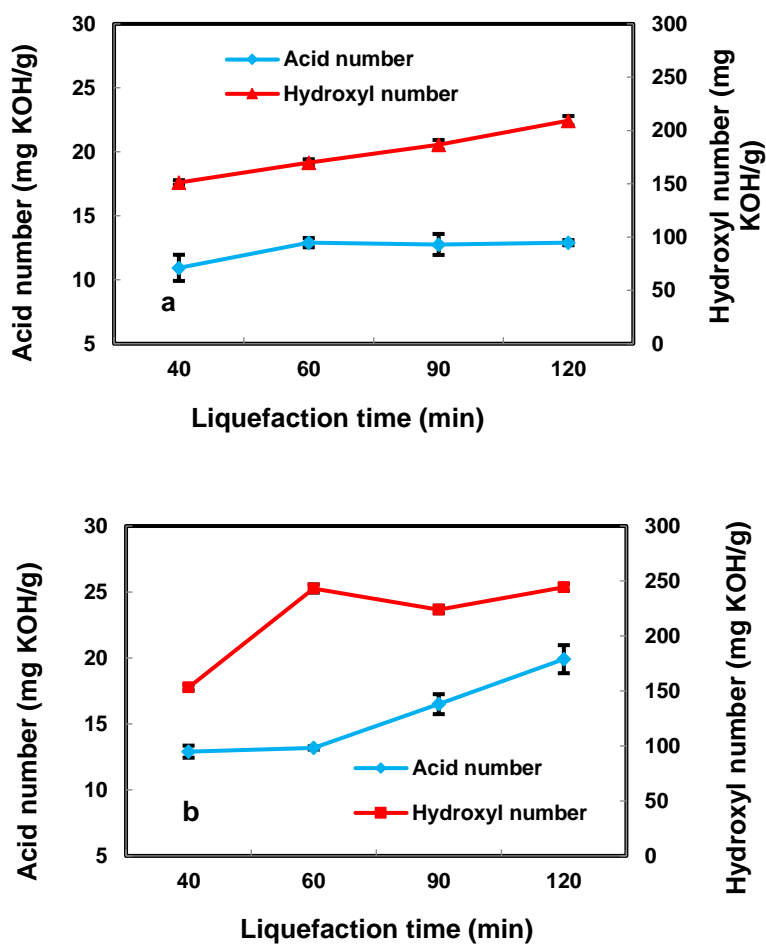 30
25
20
15
10
5
Acid number (mg KOH/g)
Acid number
Hydroxyl number
a
300
250
200
150
100
50
0
Hydroxyl number (mg
KOH/g)
40 60 90 120
Liquefaction time (min)
30
25
20
15
10
5
Acid number (mg KOH/g)
Acid number
Hydroxyl number
b
300
250
200
150
100
50
0
Hydroxyl number (mg KOH/g)
40 60 90 120
Liquefaction time (min)